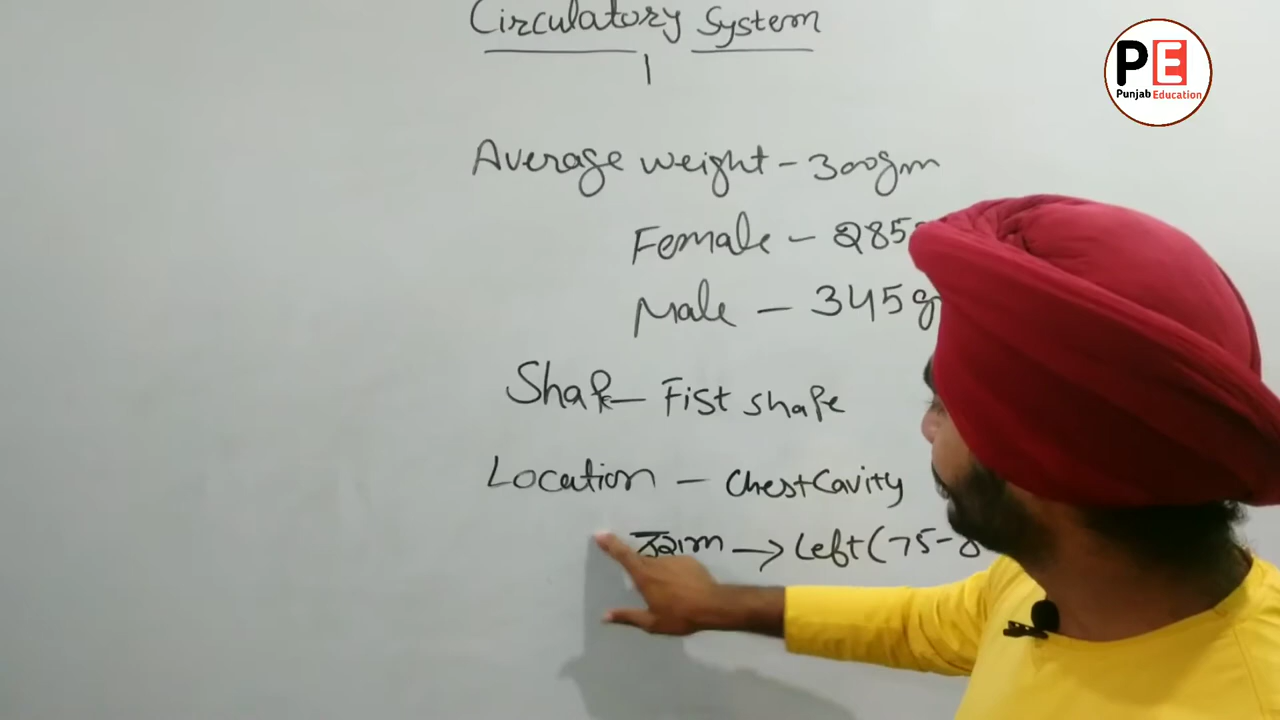 Circulatory System
PE
Punjab Education
Average weight - 300gm
Female - 285
Male - 345g
Shape - Fist shape
Location - Chest Cavity
→ Left (75-8